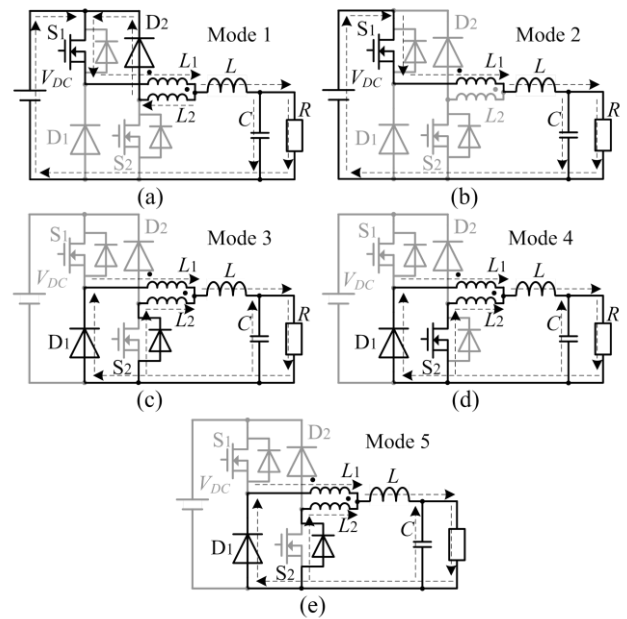 S1
D2
Mode 1
L1
L
VDC
R
L2
C
D1
S2
(a)
S1
D2
Mode 2
L1
L
VDC
R
L2
C
D1
S2
(b)
S1
D2
Mode 3
L1
L
VDC
R
L2
C
D1
S2
(c)
S1
D2
Mode 4
L1
L
VDC
R
L2
C
D1
S2
(d)
S1
D2
Mode 5
L1
L
VDC
L2
C
D1
S2
(e)